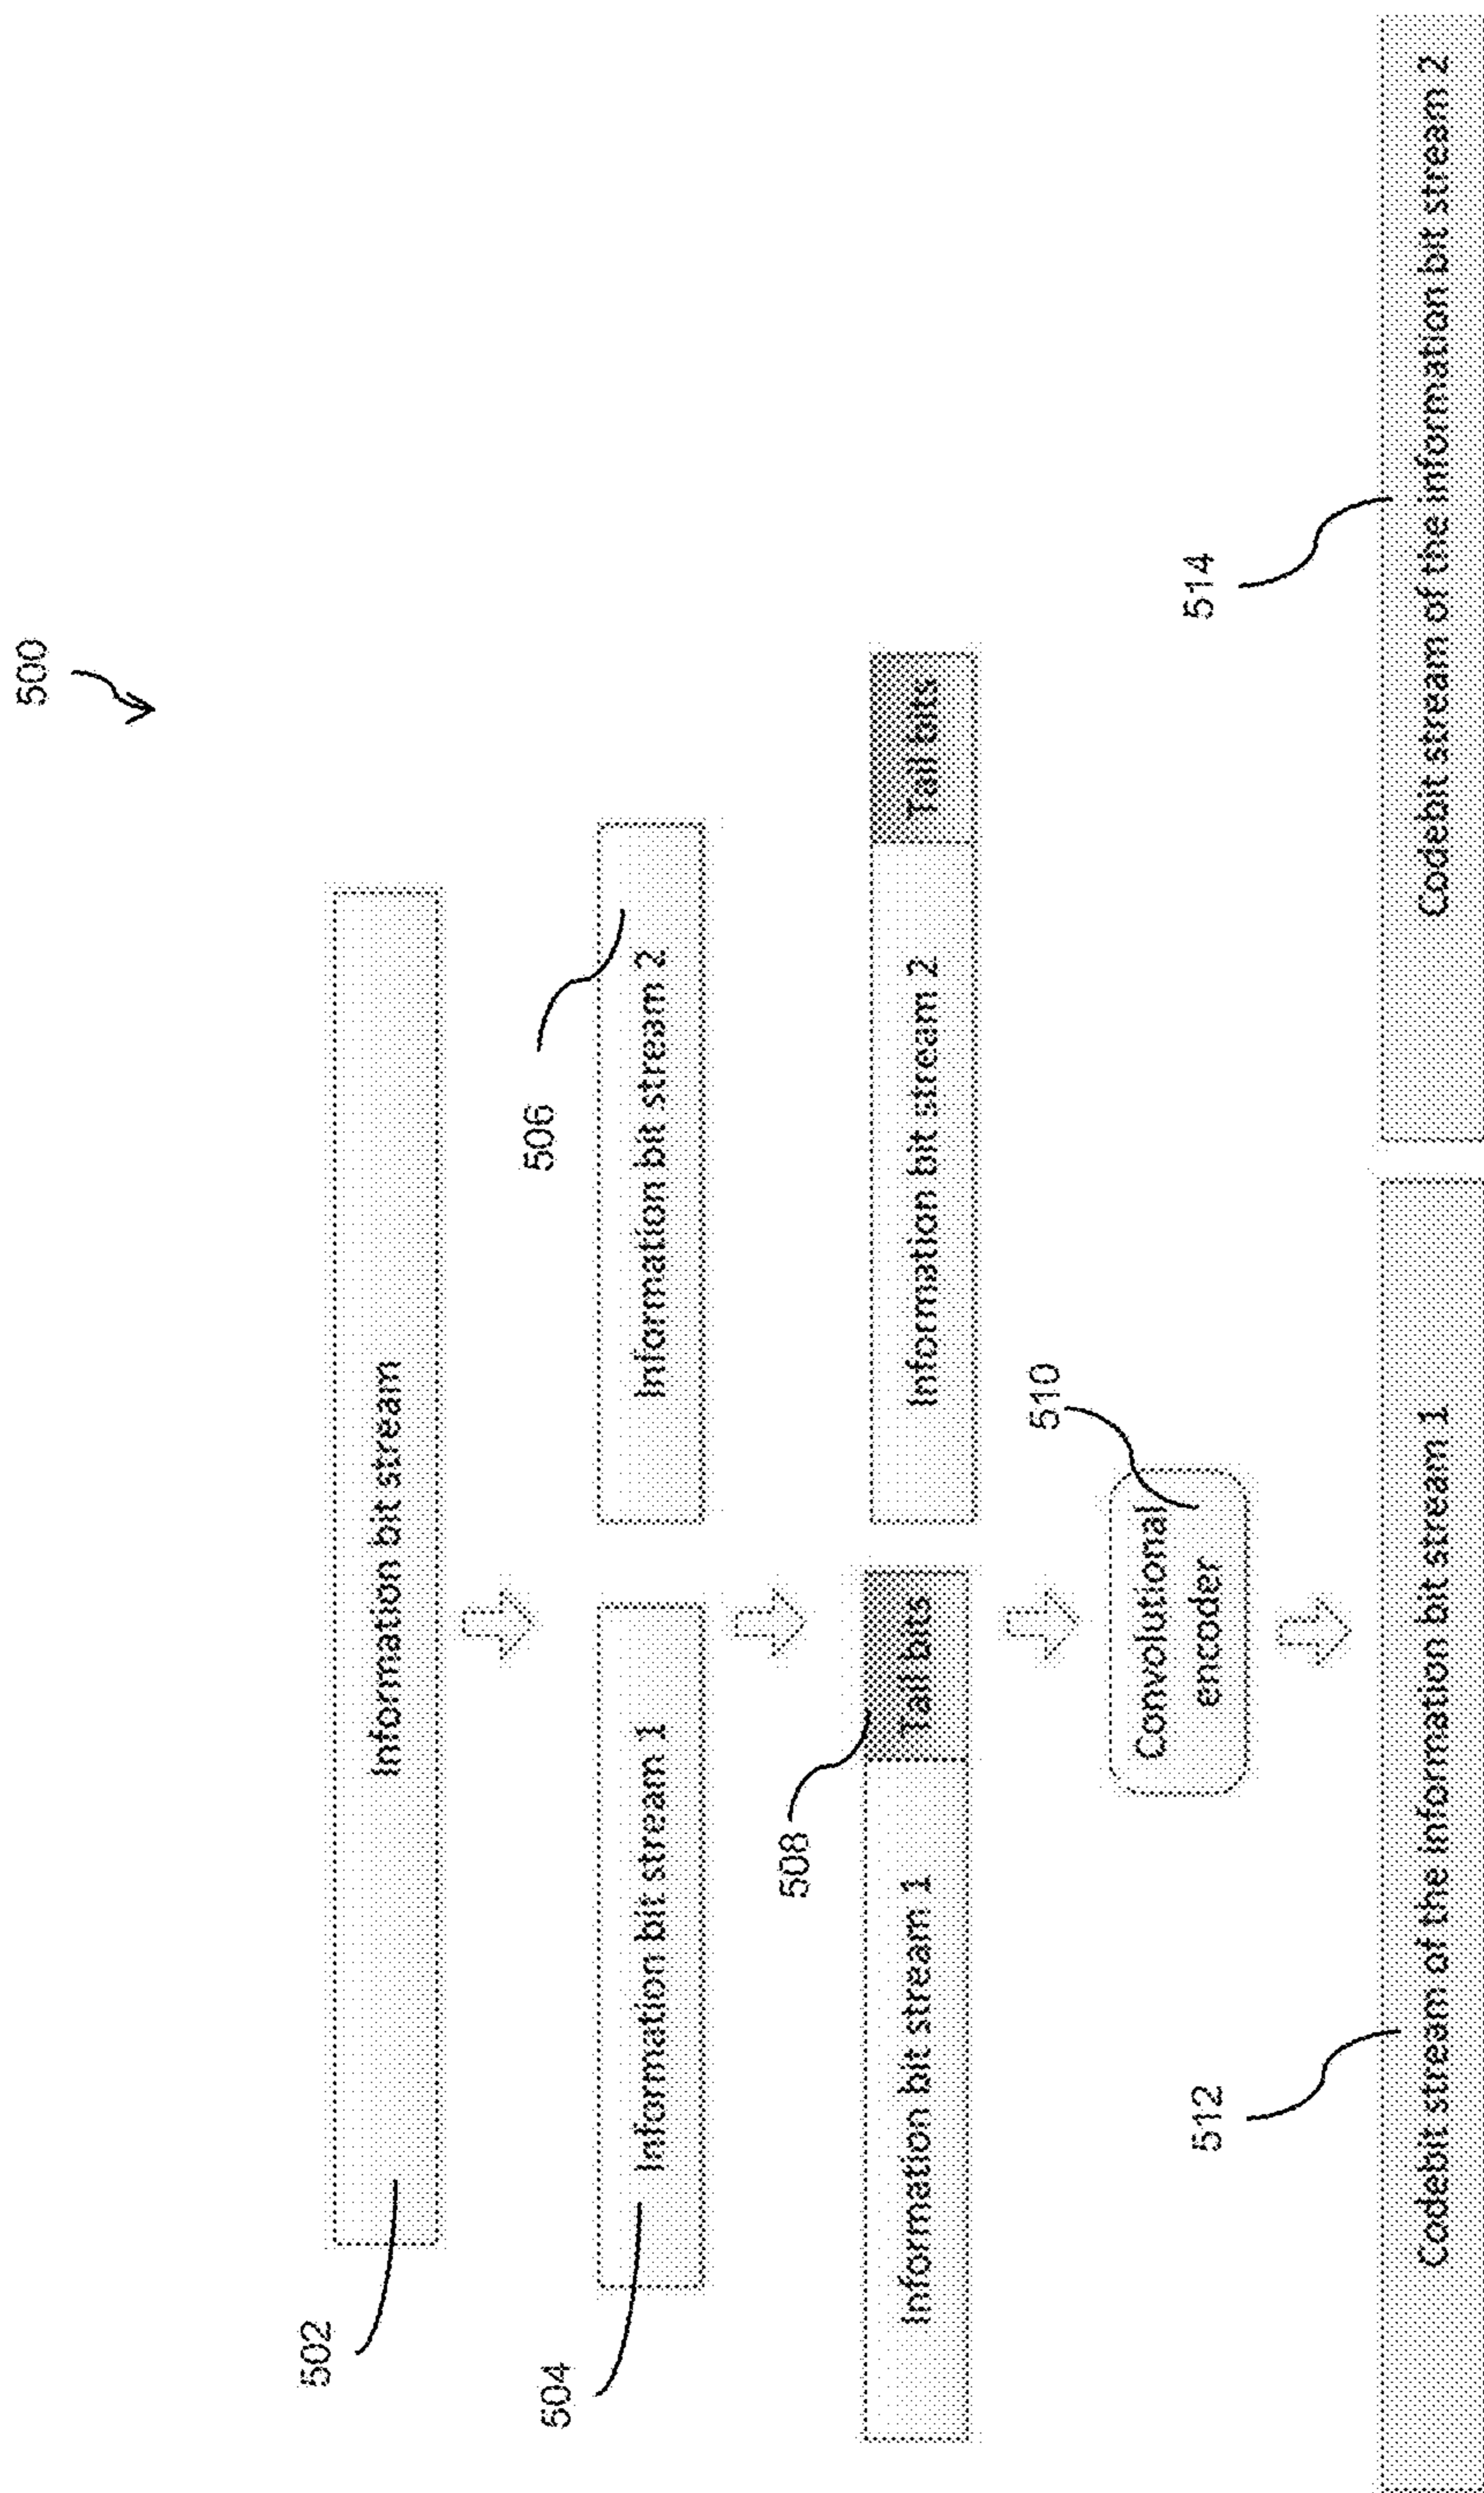 500
502
Information bit stream
504
506
Information bit stream 1
Information bit stream 2
508
Information bit stream 1
Tail bits
Information bit stream 2
Tail bits
510
Convolutional
encoder
512
514
Codebit stream of the information bit stream 1
Codebit stream of the information bit stream 2